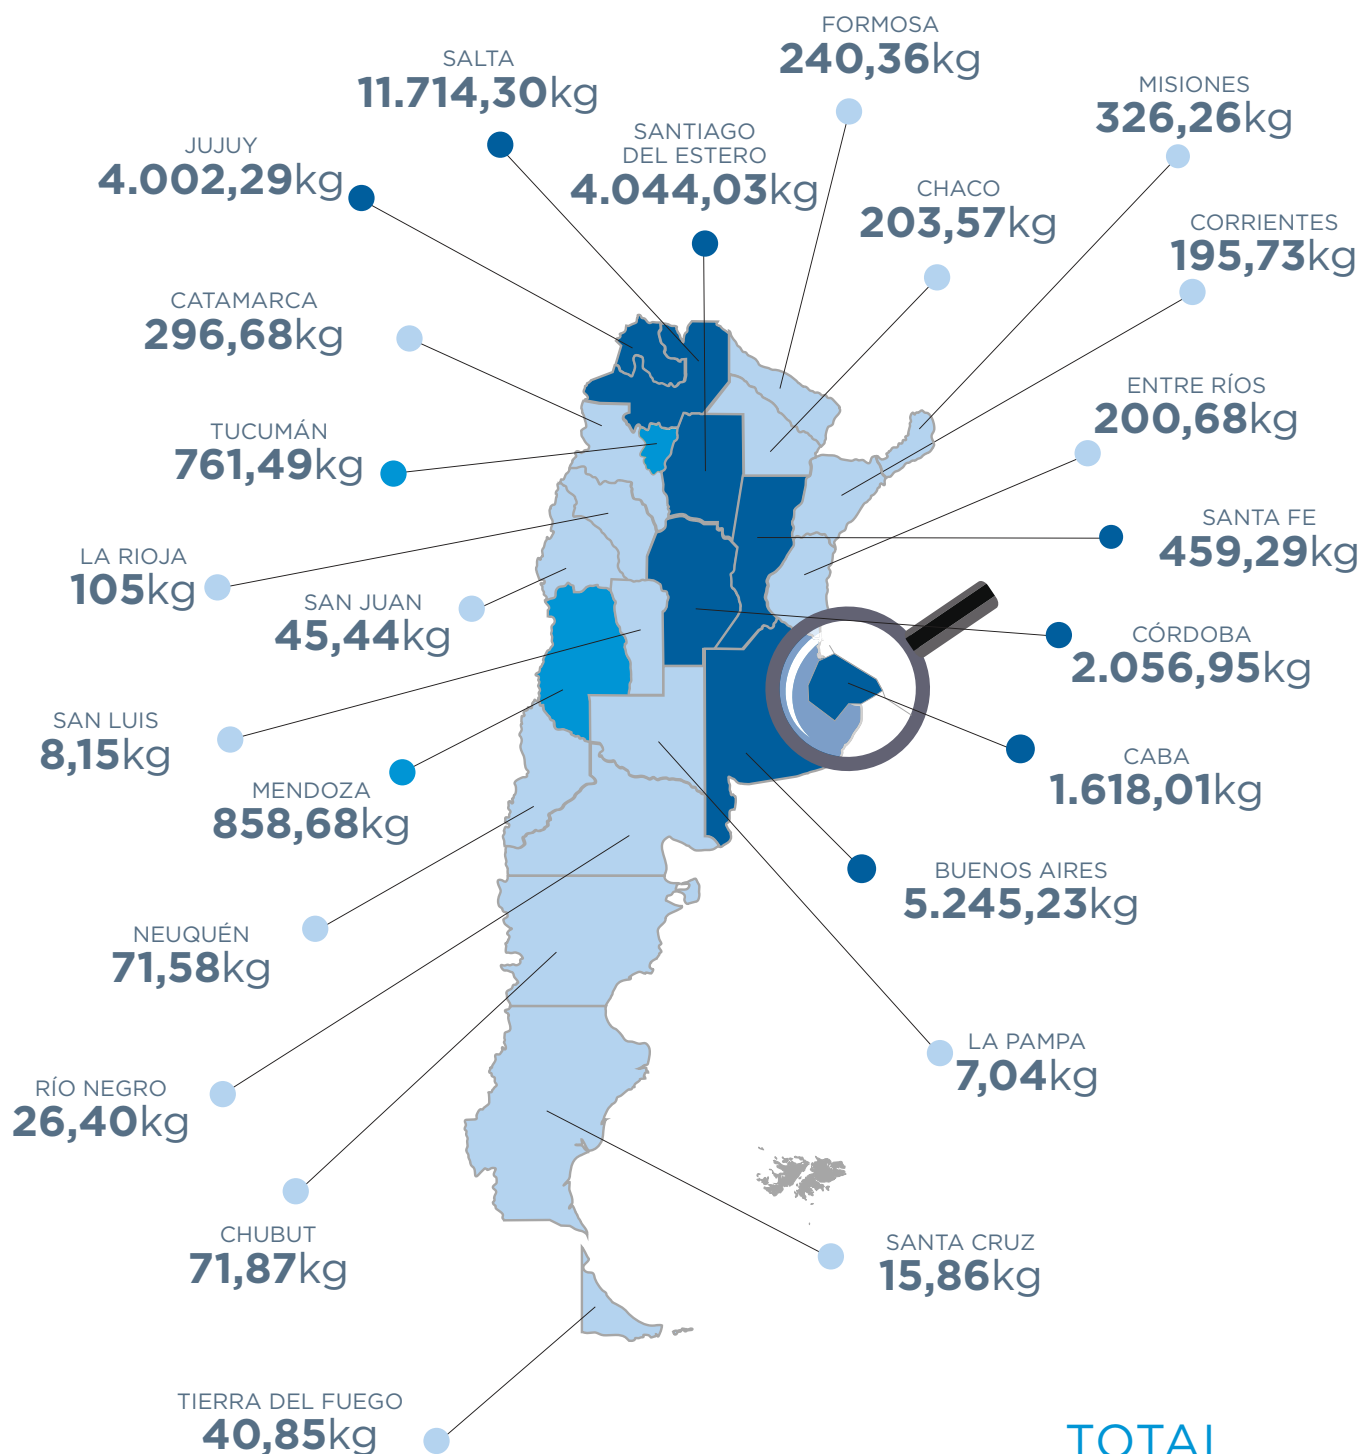 FORMOSA
240,36kg
SALTA
11.714,30kg
MISIONES
326,26kg
SANTIAGO
DEL ESTERO
4.044,03kg
JUJUY
4.002,29kg
CHACO
203,57kg
CORRIENTES
195,73kg
CATAMARCA
296,68kg
ENTRE RÍOS
200,68kg
TUCUMÁN
761,49kg
SANTA FE
459,29kg
LA RIOJA
105kg
SAN JUAN
45,44kg
CÓRDOBA
2.056,95kg
SAN LUIS
8,15kg
CABA
1.618,01kg
MENDOZA
858,68kg
BUENOS AIRES
5.245,23kg
NEUQUÉN
71,58kg
LA PAMPA
7,04kg
RÍO NEGRO
26,40kg
CHUBUT
71,87kg
SANTA CRUZ
15,86kg
TIERRA DEL FUEGO
40,85kg
TOTAL